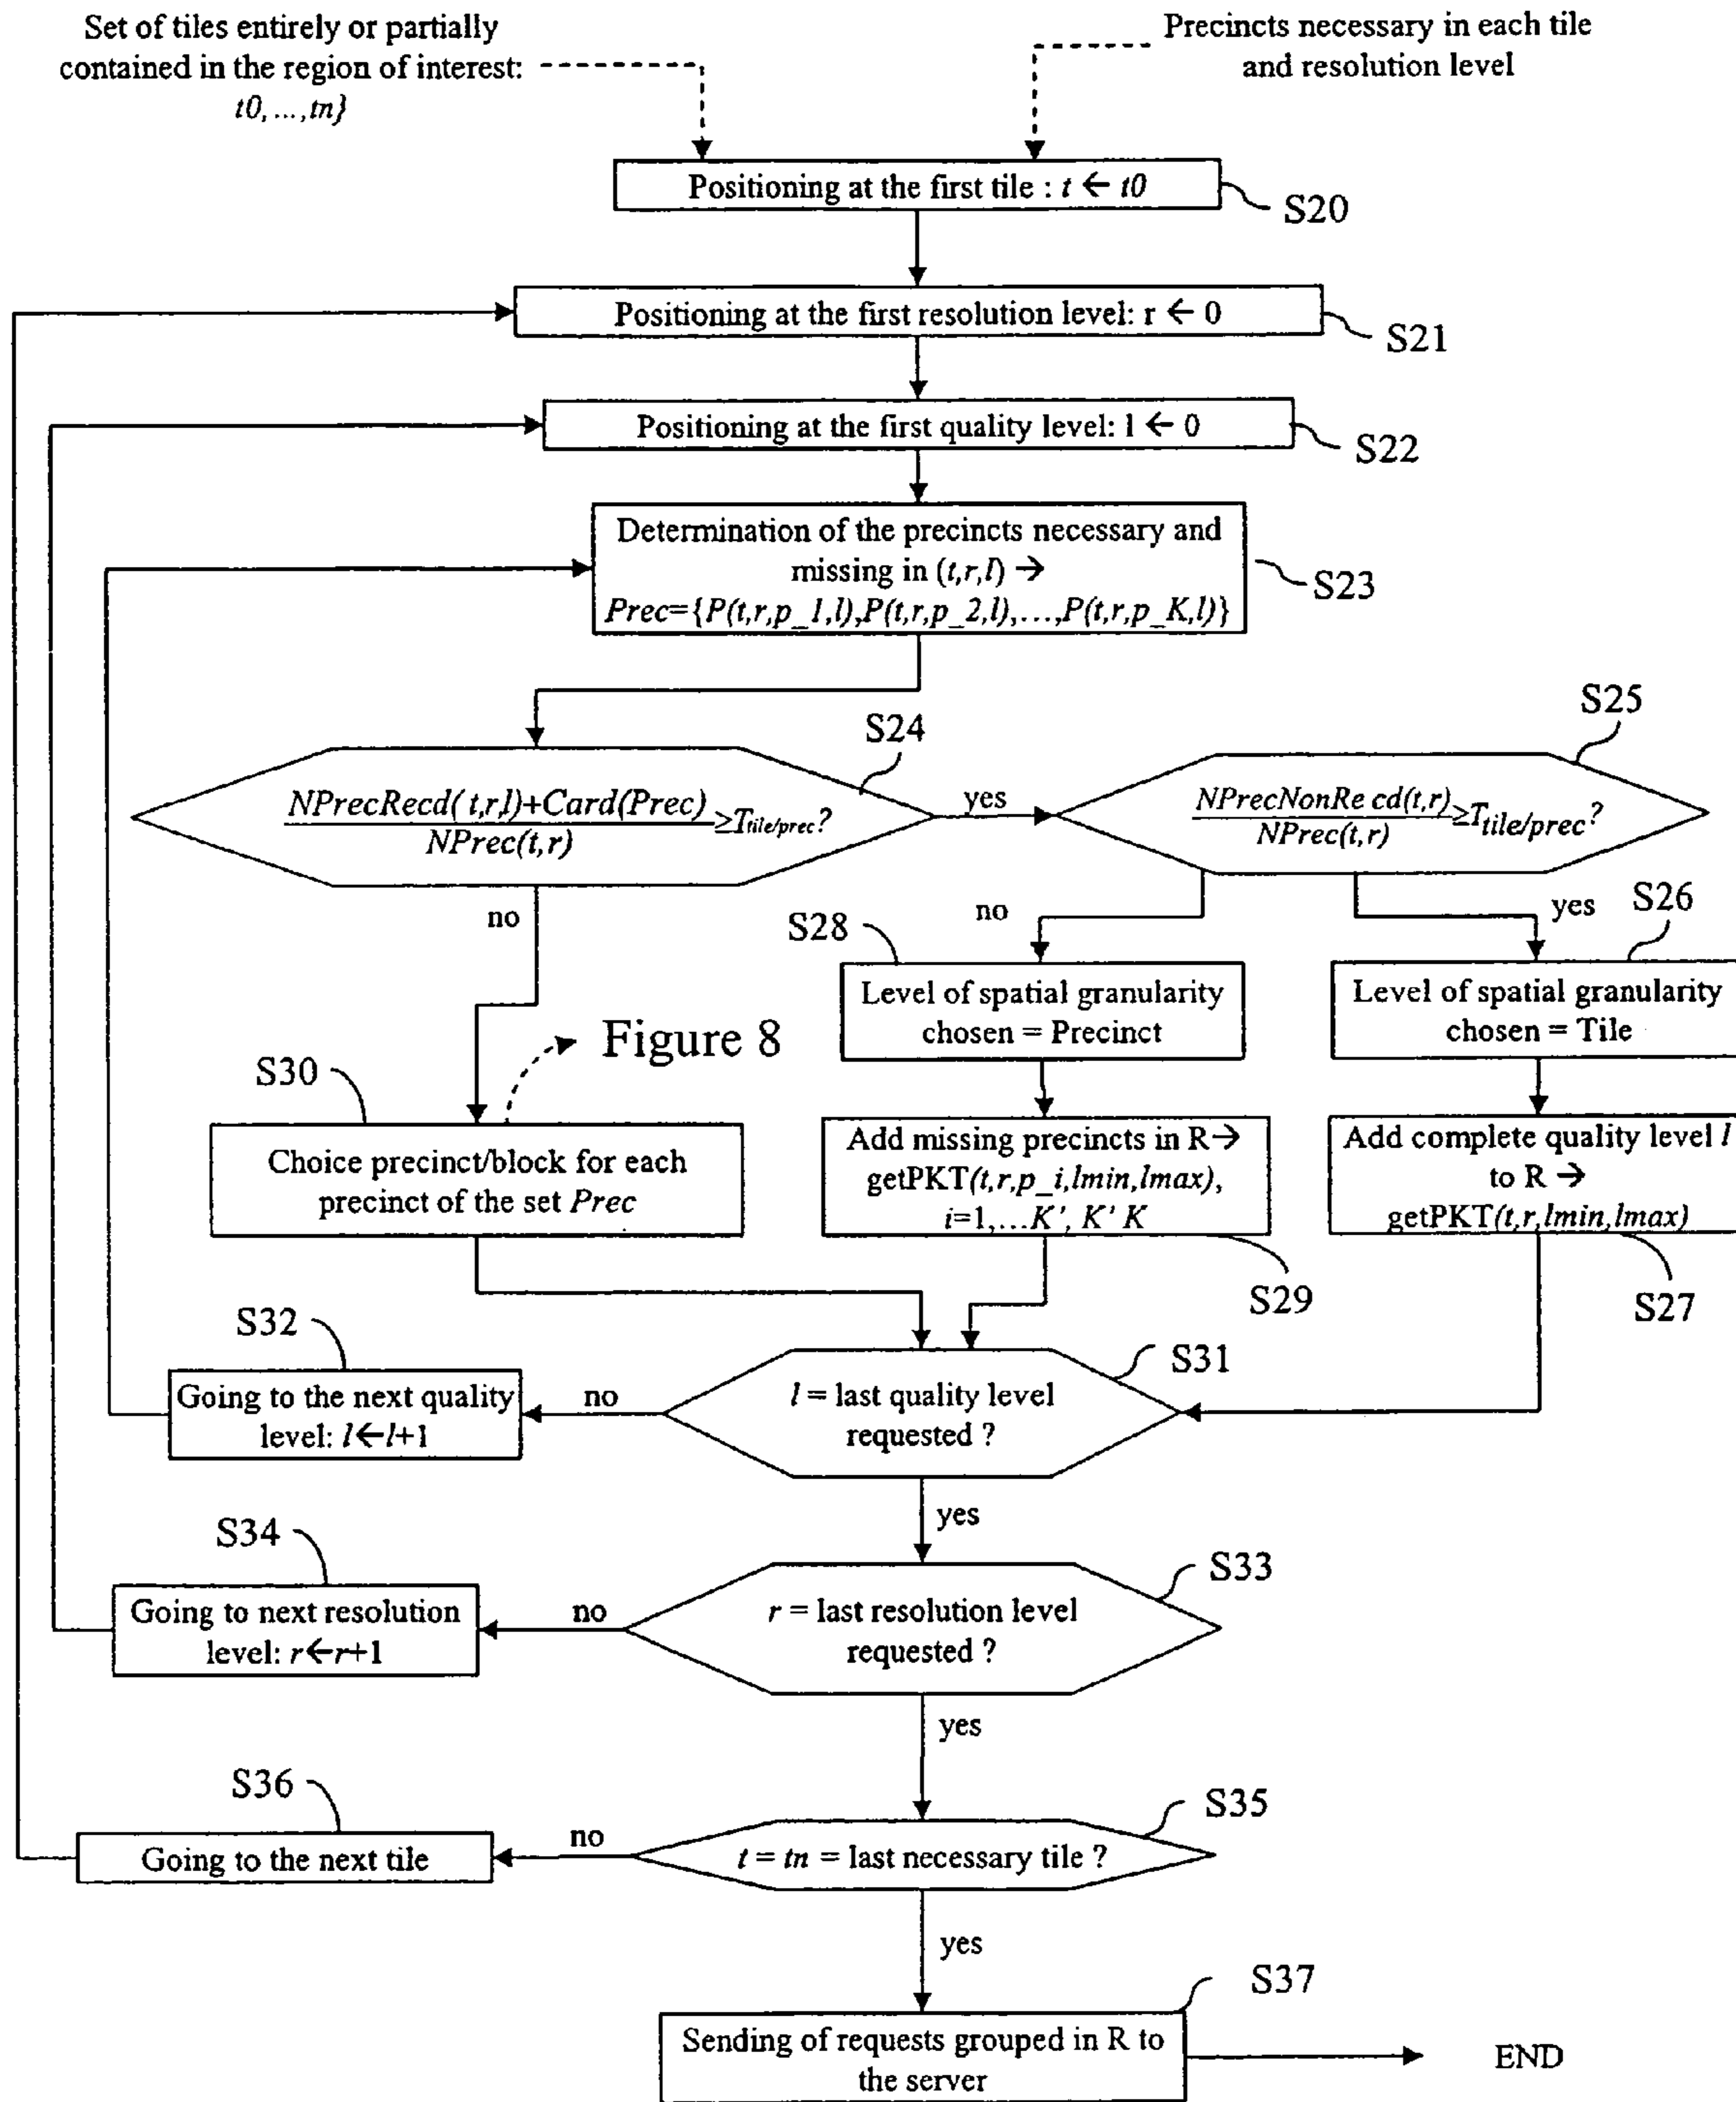 Set of tiles entirely or partially
contained in the region of interest:
t0,...,tn}
Precincts necessary in each tile
and resolution level
Positioning at the first tile : t ← t0
S20
Positioning at the first resolution level: r ← 0
S21
Positioning at the first quality level: l ← 0
S22
Determination of the precincts necessary and
missing in (t,r,l) →
Prec={P(t,r,p_1,l),P(t,r,p_2,l),...,P(t,r,p_K,l)}
S23
S24
NPrecRecd( t,r,l)+Card(Prec)
NPrec(t,r)
≥Ttile/prec?
yes
no
S25
NPrecNonRe cd(t,r)
NPrec(t,r)
≥Ttile/prec?
no
yes
S28
Level of spatial granularity
chosen = Precinct
S26
Level of spatial granularity
chosen = Tile
Figure 8
S30
Choice precinct/block for each
precinct of the set Prec
Add missing precincts in R→
getPKT(t,r,p_i,lmin,lmax),
i=1,...K', K' K
S29
Add complete quality level l
to R →
getPKT(t,r,lmin,lmax)
S27
S32
Going to the next quality
level: l←l+1
no
S31
l = last quality level
requested ?
yes
S34
Going to next resolution
level: r←r+1
no
S33
r = last resolution level
requested ?
yes
S36
Going to the next tile
no
S35
t = tn = last necessary tile ?
yes
S37
Sending of requests grouped in R to
the server
END